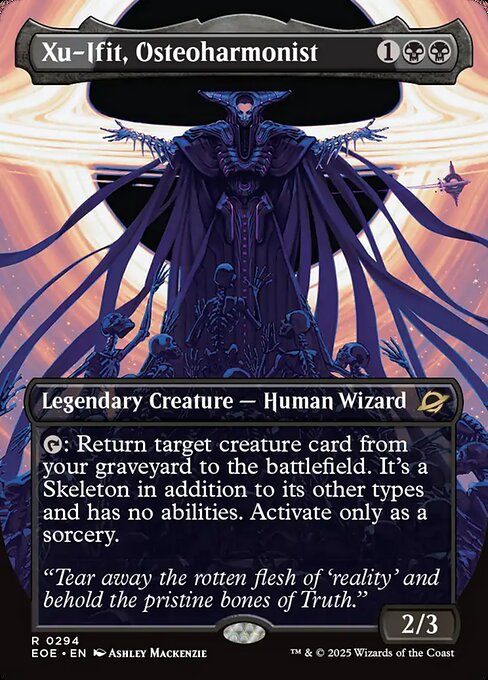 Xu-Ifit, Osteoharmonist 1
Legendary Creature — Human Wizard
: Return target creature card from
your graveyard to the battlefield. It's a
Skeleton in addition to its other types
and has no abilities. Activate only as a
sorcery.
“Tear away the rotten flesh of ‘reality’ and
behold the pristine bones of Truth.”
2/3
R 0294
EOE • EN Ashley Mackenzie
™ & © 2025 Wizards of the Coast